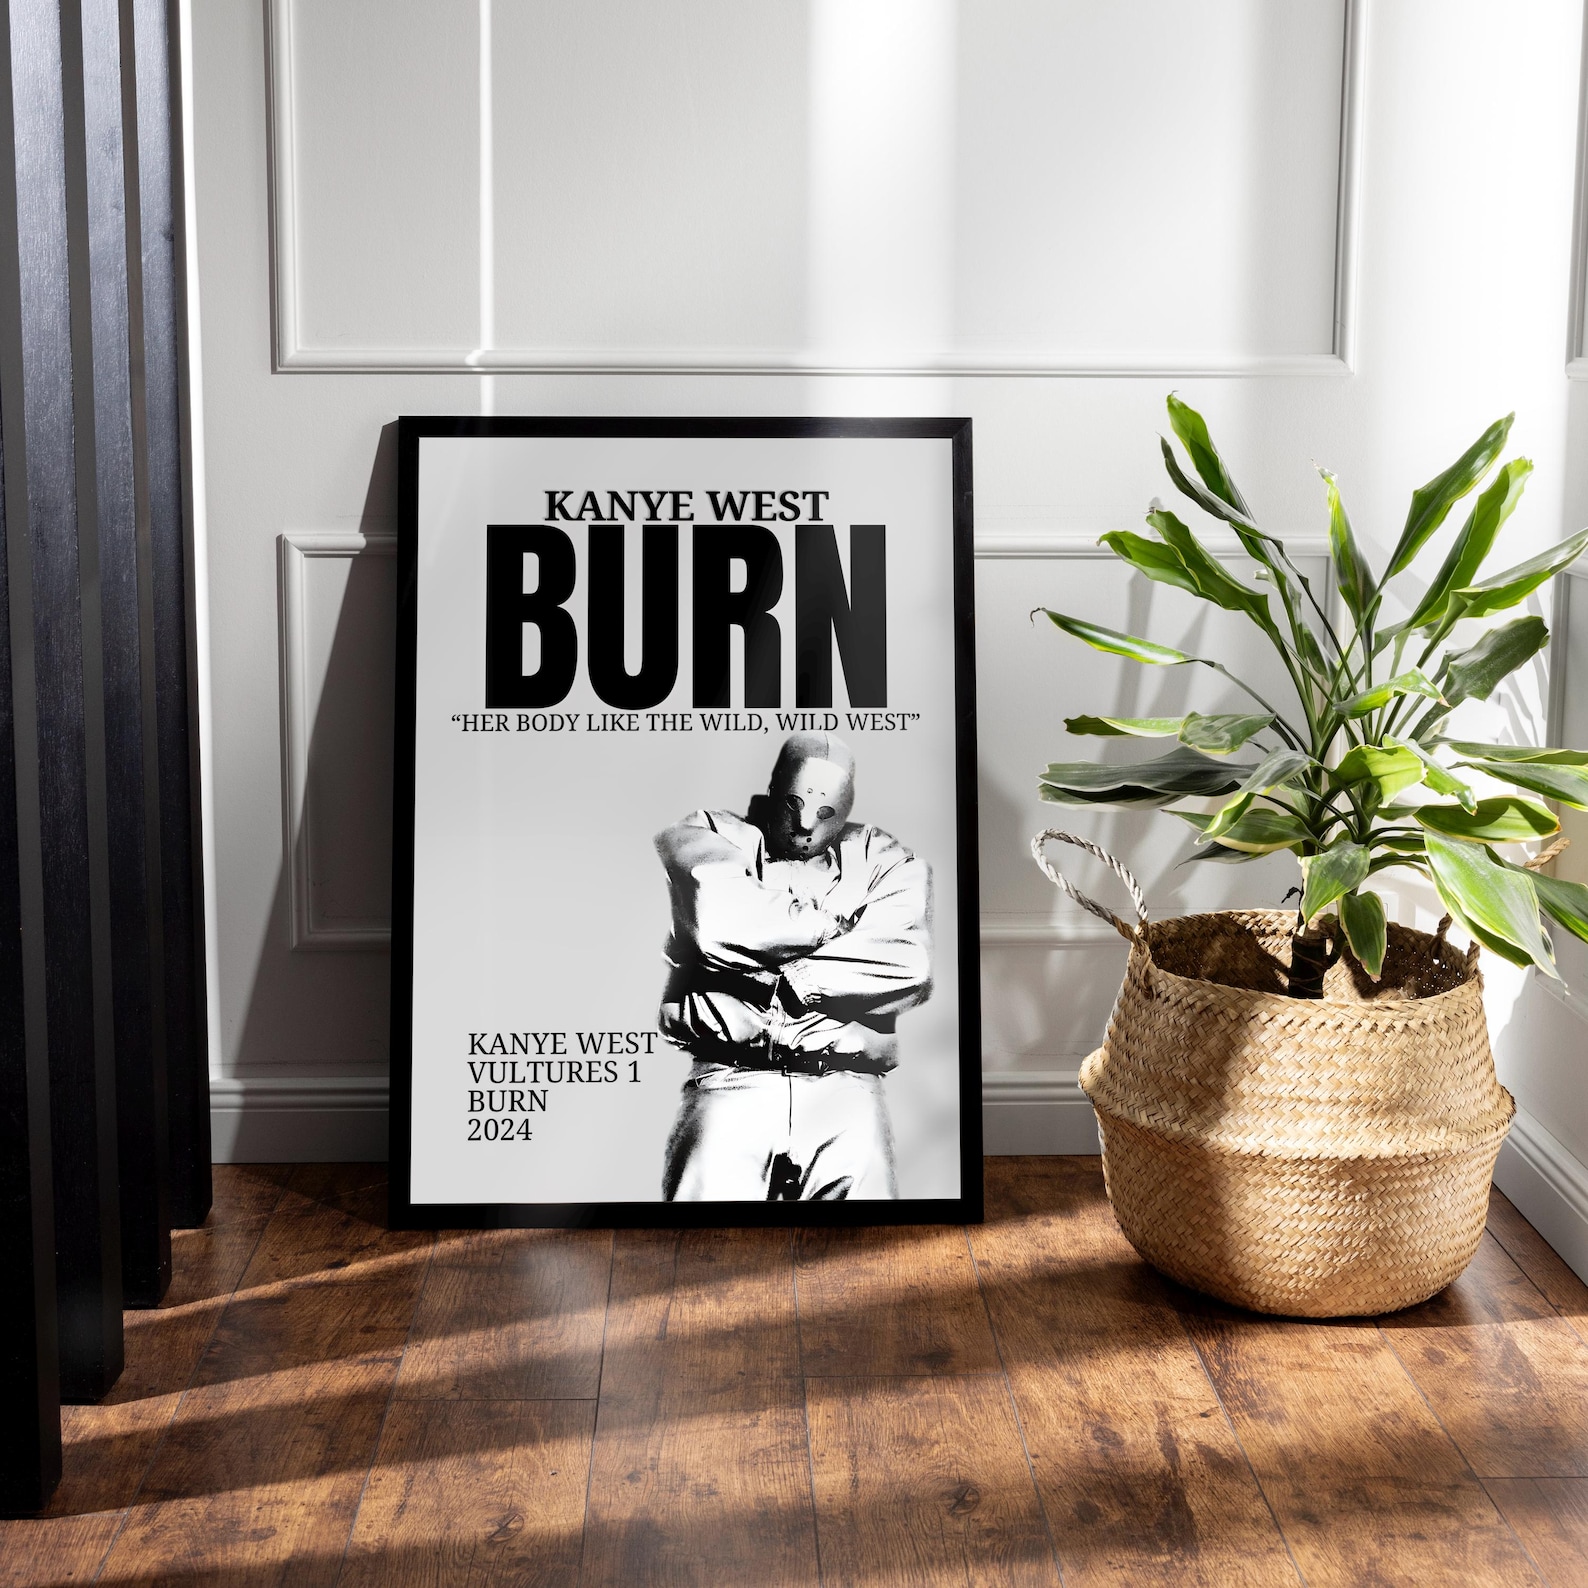 KANYE WEST
BURN
“HER BODY LIKE THE WILD, WILD WEST”
KANYE WEST
VULTURES 1
BURN
2024